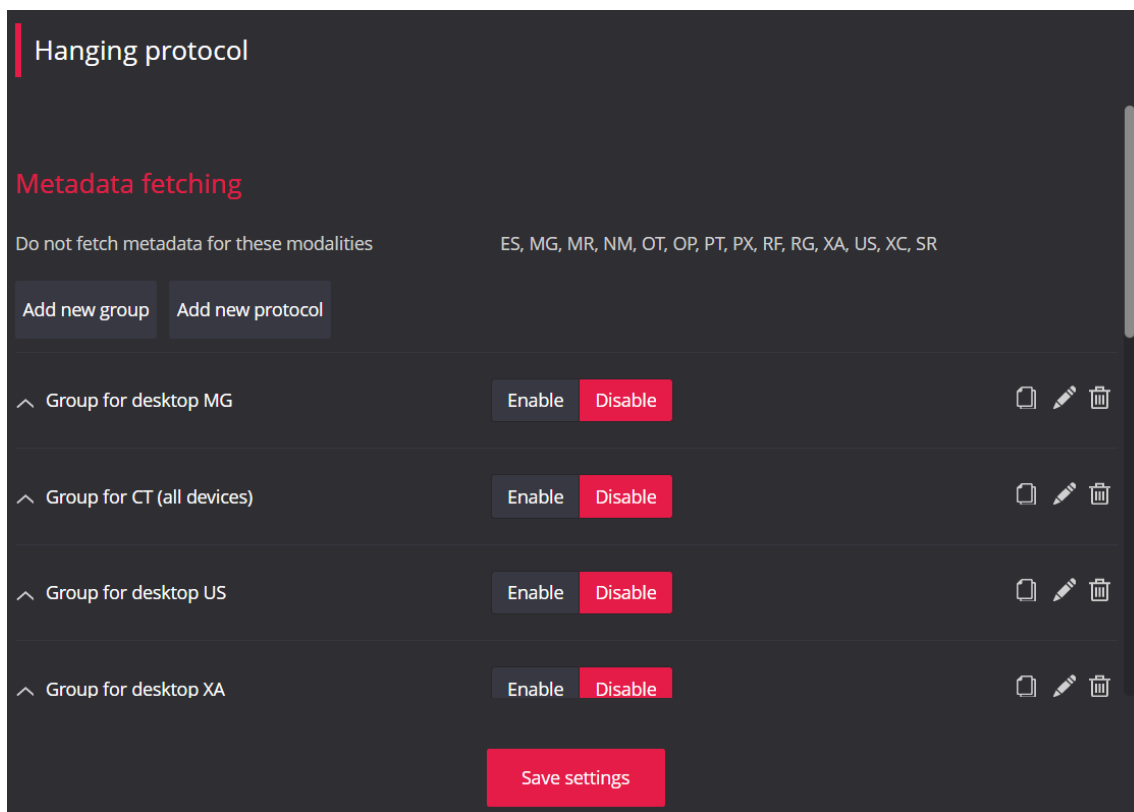 Hanging protocol
Metadata fetching
Do not fetch metadata for these modalities ES, MG, MR, NM, OT, OP, PT, PX, RF, RG, XA, US, XC, SR
Add new group Add new protocol
Group for desktop MG Enable Disable
Group for CT (all devices) Enable Disable
Group for desktop US Enable Disable
Group for desktop XA Enable Disable
Save settings